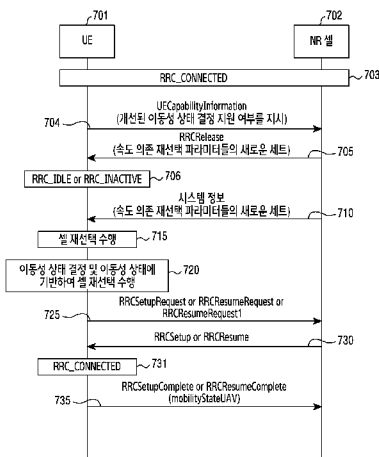 701
702
UE
NR 셀
RRC_CONNECTED
703
UECapabilityInformation
(개선된 이동성 상태 결정 지원 여부를 지시)
704
RRCRelease
(속도 의존 재선택 파라미터들의 새로운 세트)
705
RRC_IDLE or RRC_INACTIVE
706
시스템 정보
(속도 의존 재선택 파라미터들의 새로운 세트)
710
셀 재선택 수행
715
이동성 상태 결정 및 이동성 상태에
기반하여 셀 재선택 수행
720
RRCSetupRequest or RRCResumeRequest or
RRCResumeRequest1
725
RRCSetup or RRCResume
730
RRC_CONNECTED
731
RRCSetupComplete or RRCResumeComplete
(mobilityStateUAV)
735